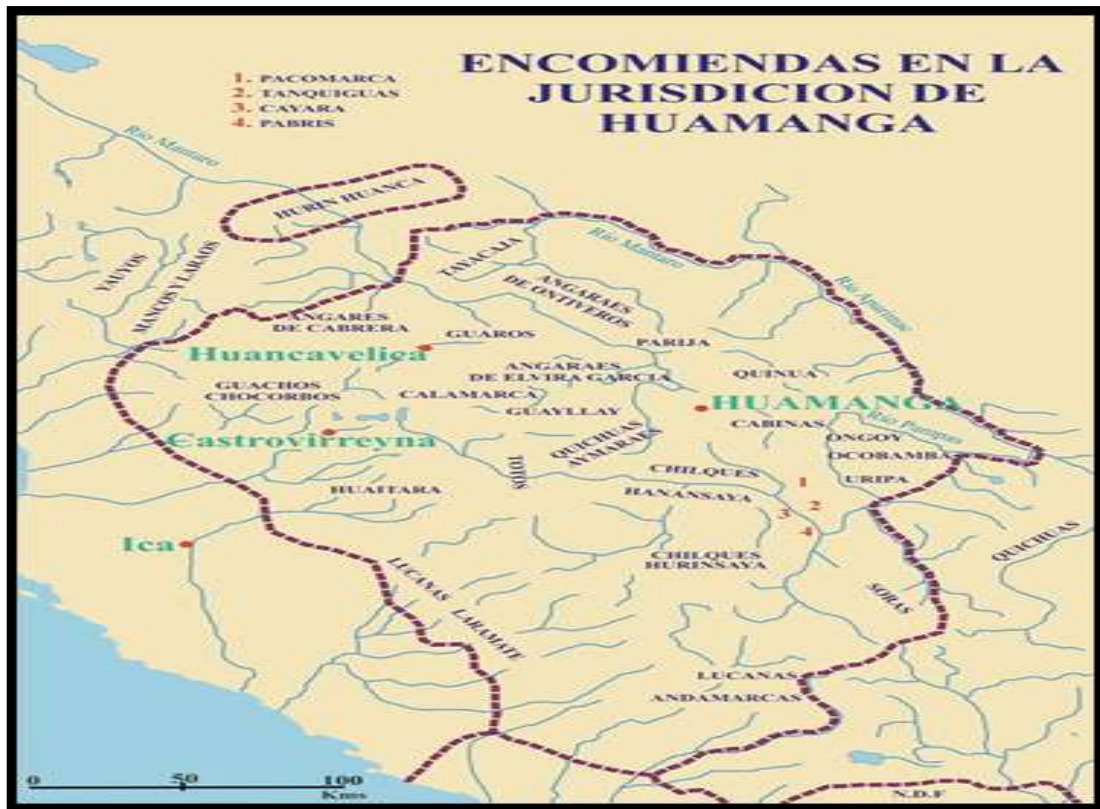 ENCOMIENDAS EN LA
JURISDICION DE
HUAMANGA
1. PACOMARCA
2. TANQUIGUAS
3. CAYARA
4. PABRIS
Río Mantaro
HURIN HUANCA
YAUYOS
MANCOS Y LARAOS
TAYACAJA
Río Mantaro
ANGARAES
DE ONTIVEROS
Río Apurimac
ANGARES
DE CABRERA
GUAROS
PARIJA
Huancavelica
ANGARAES
DE ELVIRA GARCIA
QUINUA
GUACHOS
CHOCORBOS
CALAMARCA
GUAYLLAY
HUAMANGA
CABINAS
Río Pampas
Castrovirreyna
QUICHUAS
AYMARAES
ONGOY
OCOBAMBA
TOTOS
CHILQUES
HANANSAYA
URIPA
HUAITARA
1
2
3
4
Ica
CHILQUES
HURINSAYA
QUICHUAS
LUCANAS LARAMATE
SORAS
LUCANAS
ANDAMARCAS
0 50 100
Kms
N.D.F